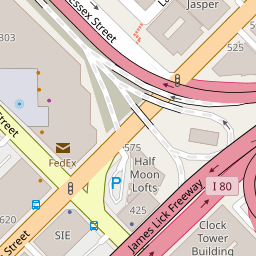 Essex Street
Jasper
303
525
Street
FedEx
575
Half
Moon
Lofts
P
I 80
James Lick Freeway
425
620
SIE
Street
Clock
Tower
Building